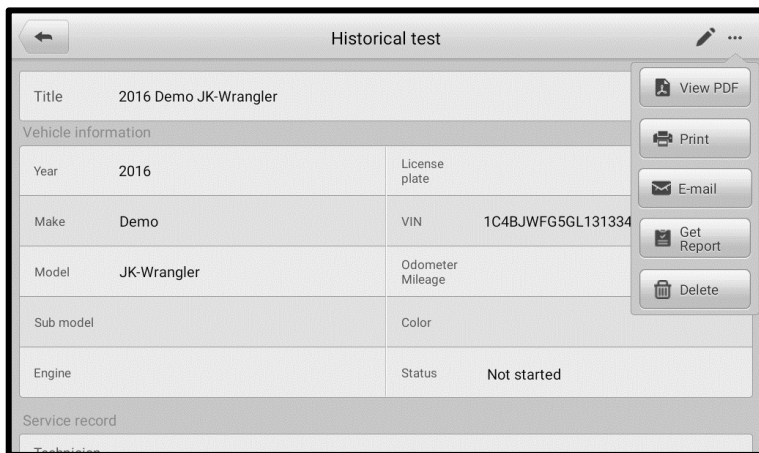 Historical test
Title 2016 Demo JK-Wrangler
View PDF
Vehicle information
Print
Year 2016
License
plate
E-mail
Make Demo
VIN 1C4BJWFG5GL131334
Get
Report
Model JK-Wrangler
Odometer
Mileage
Delete
Sub model
Color
Engine
Status Not started
Service record
Technician